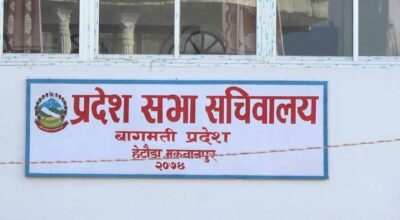 प्रदेश सभा सचिवालय
बागमती प्रदेश
हेटौंडा मकवानपुर
२०७४